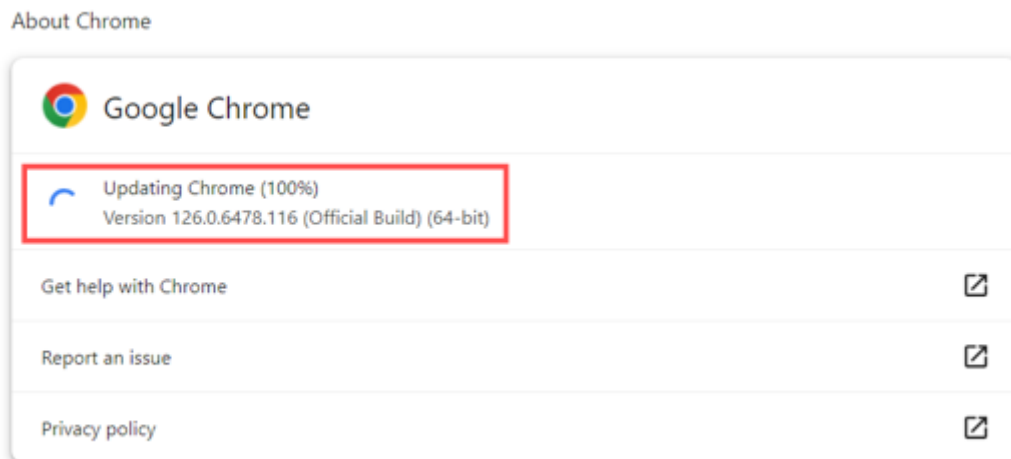 About Chrome
Google Chrome
Updating Chrome (100%)
Version 126.0.6478.116 (Official Build) (64-bit)
Get help with Chrome
Report an issue
Privacy policy